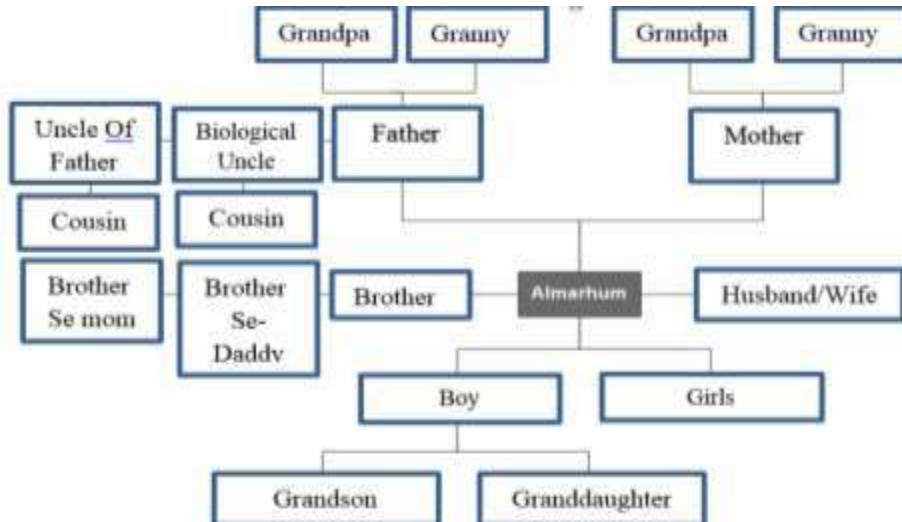 Grandpa
Granny
Grandpa
Granny
Uncle Of
Father
Biological
Uncle
Father
Mother
Cousin
Cousin
Brother
Se mom
Brother
Se-
Daddy
Brother
Almarhum
Husband/Wife
Boy
Girls
Grandson
Granddaughter